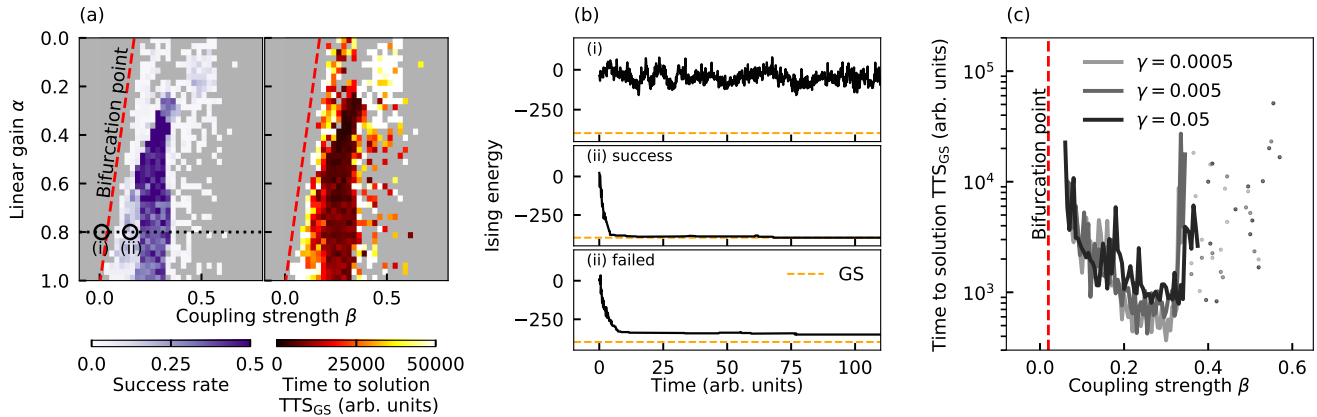 (a)
Linear gain α
0.0
0.2
0.4
0.6
0.8
1.0
Bifurcation point
(i)
(ii)
0.0
0.5
0.0
0.5
Coupling strength β
0.0
0.25
0.5
Success rate
0
25000
50000
Time to solution
TTS_GS (arb. units)
(b)
Ising energy
(i)
0
−250
(ii) success
0
−250
(ii) failed
0
−250
GS
0
25
50
75
100
Time (arb. units)
(c)
Time to solution TTS_GS (arb. units)
10^5
10^4
10^3
Bifurcation point
γ = 0.0005
γ = 0.005
γ = 0.05
0.0
0.2
0.4
0.6
Coupling strength β